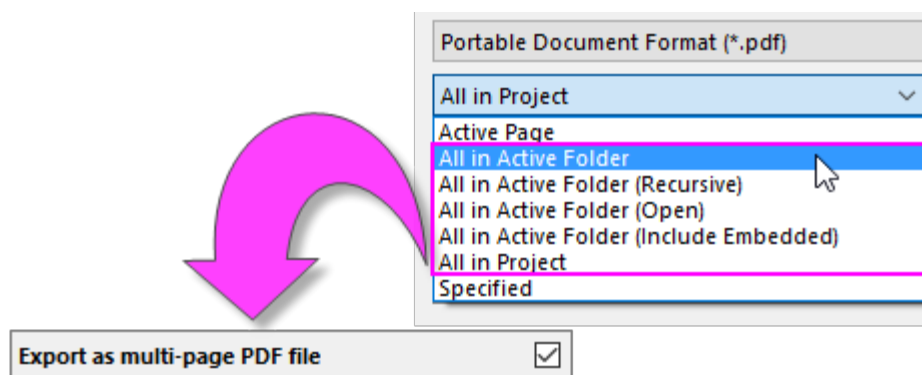 Portable Document Format (*.pdf)
All in Project
Active Page
All in Active Folder
All in Active Folder (Recursive)
All in Active Folder (Open)
All in Active Folder (Include Embedded)
All in Project
Specified
Export as multi-page PDF file